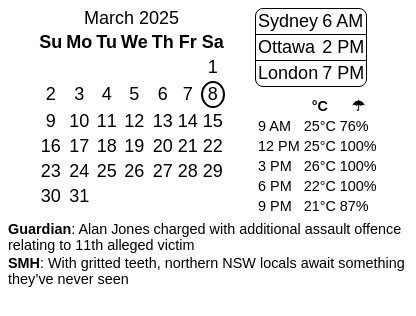 March 2025
Su Mo Tu We Th Fr Sa
1
2 3 4 5 6 7 8
9 10 11 12 13 14 15
16 17 18 19 20 21 22
23 24 25 26 27 28 29
30 31
Sydney 6 AM
Ottawa 2 PM
London 7 PM
°C ☂
9 AM 25°C 76%
12 PM 25°C 100%
3 PM 26°C 100%
6 PM 22°C 100%
9 PM 21°C 87%
Guardian: Alan Jones charged with additional assault offence
relating to 11th alleged victim
SMH: With gritted teeth, northern NSW locals await something
they’ve never seen